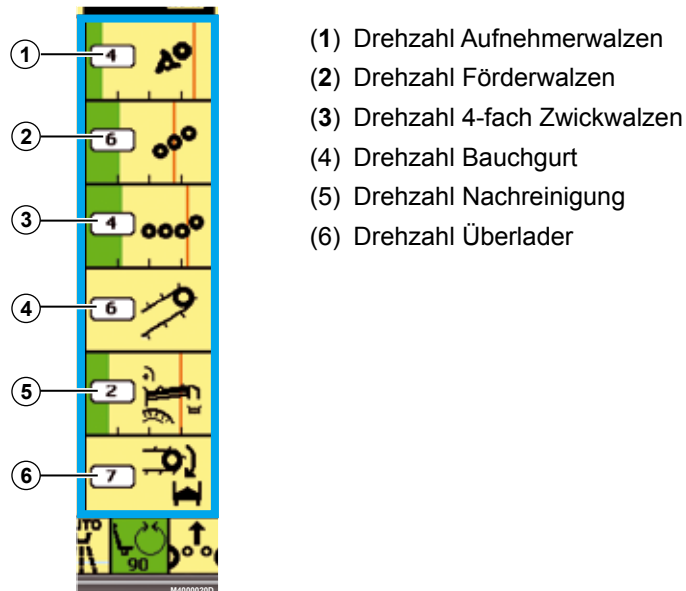 1
4
(1) Drehzahl Aufnehmerwalzen
2
6
(2) Drehzahl Förderwalzen
3
4
(3) Drehzahl 4-fach Zwickwalzen
4
6
(4) Drehzahl Bauchgurt
5
2
(5) Drehzahl Nachreinigung
6
7
(6) Drehzahl Überlader
90
M4000020D